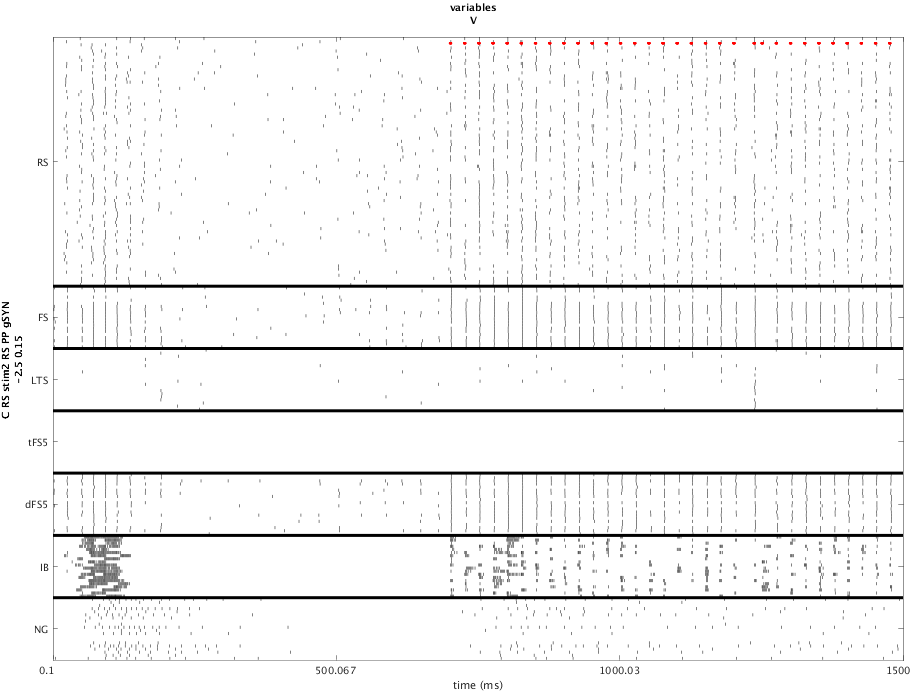 variables
V
RS
FS
LTS
tFS5
dFS5
IB
NG
C RS stim2 RS PP gSYN
-2.5 0.15
0.1
500.067
1000.03
1500
time (ms)